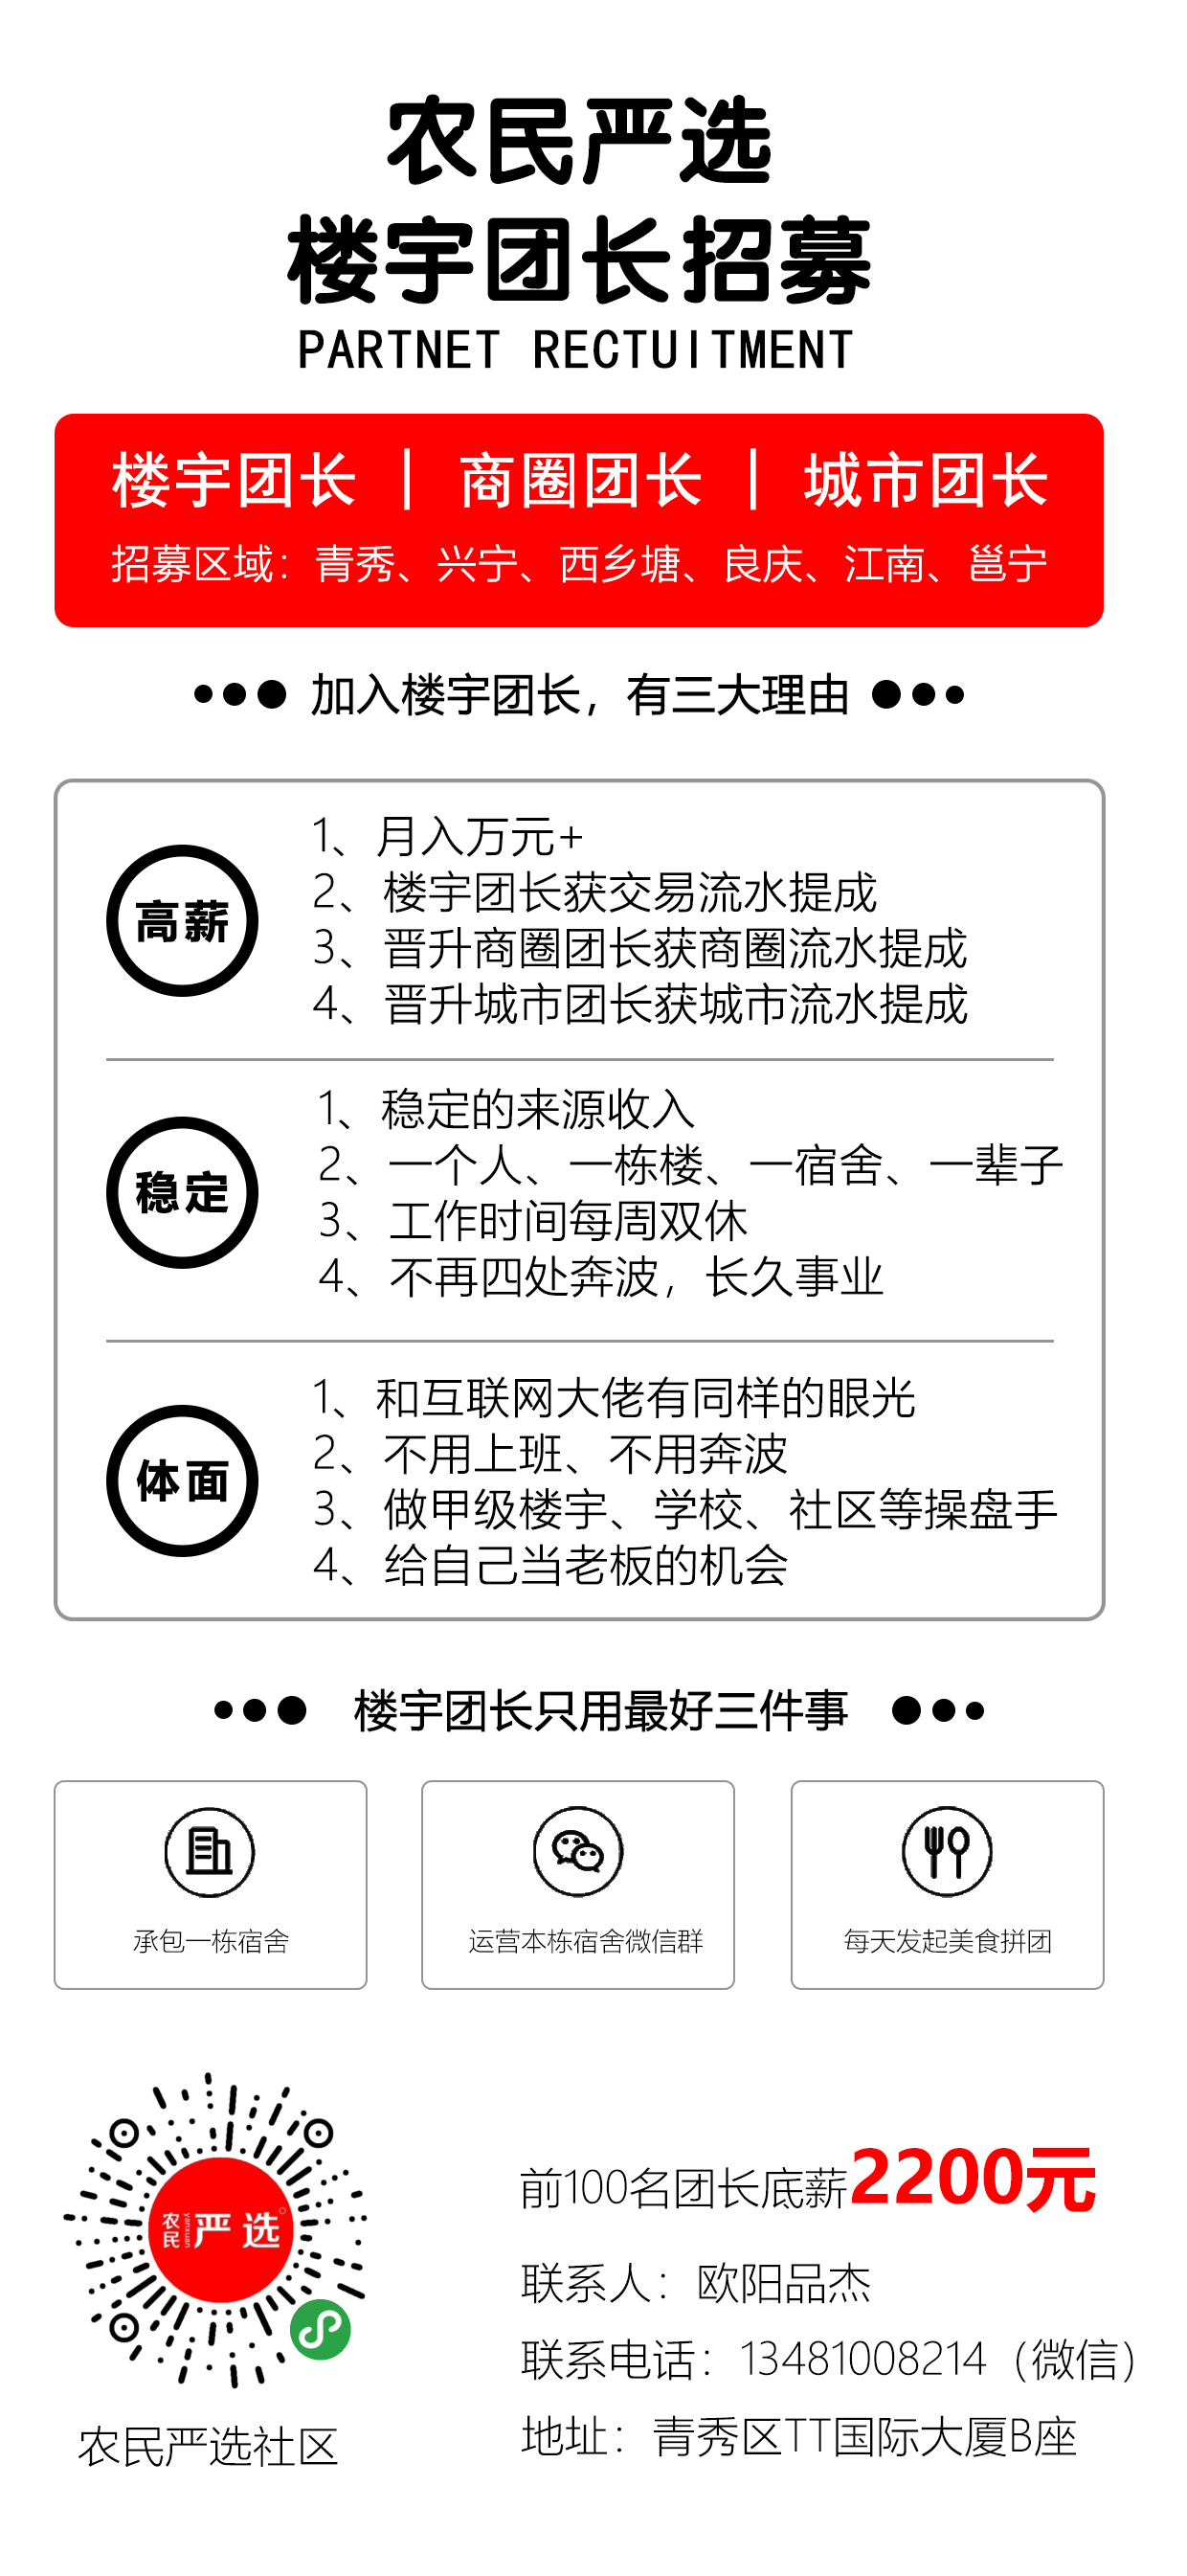 农民严选
楼宇团长招募
PARTNET RECTUITMENT
楼宇团长 | 商圈团长 | 城市团长
招募区域：青秀、兴宁、西乡塘、良庆、江南、邕宁
加入楼宇团长，有三大理由
高薪
1、月入万元+
2、楼宇团长获交易流水提成
3、晋升商圈团长获商圈流水提成
4、晋升城市团长获城市流水提成
稳定
1、稳定的来源收入
2、一个人、一栋楼、一宿舍、一辈子
3、工作时间每周双休
4、不再四处奔波，长久事业
体面
1、和互联网大佬有同样的眼光
2、不用上班、不用奔波
3、做甲级楼宇、学校、社区等操盘手
4、给自己当老板的机会
楼宇团长只用最好三件事
承包一栋宿舍
运营本栋宿舍微信群
每天发起美食拼团
农民 yanxuan 严选
农民严选社区
前100名团长底薪2200元
联系人：欧阳品杰
联系电话：13481008214（微信）
地址：青秀区TT国际大厦B座